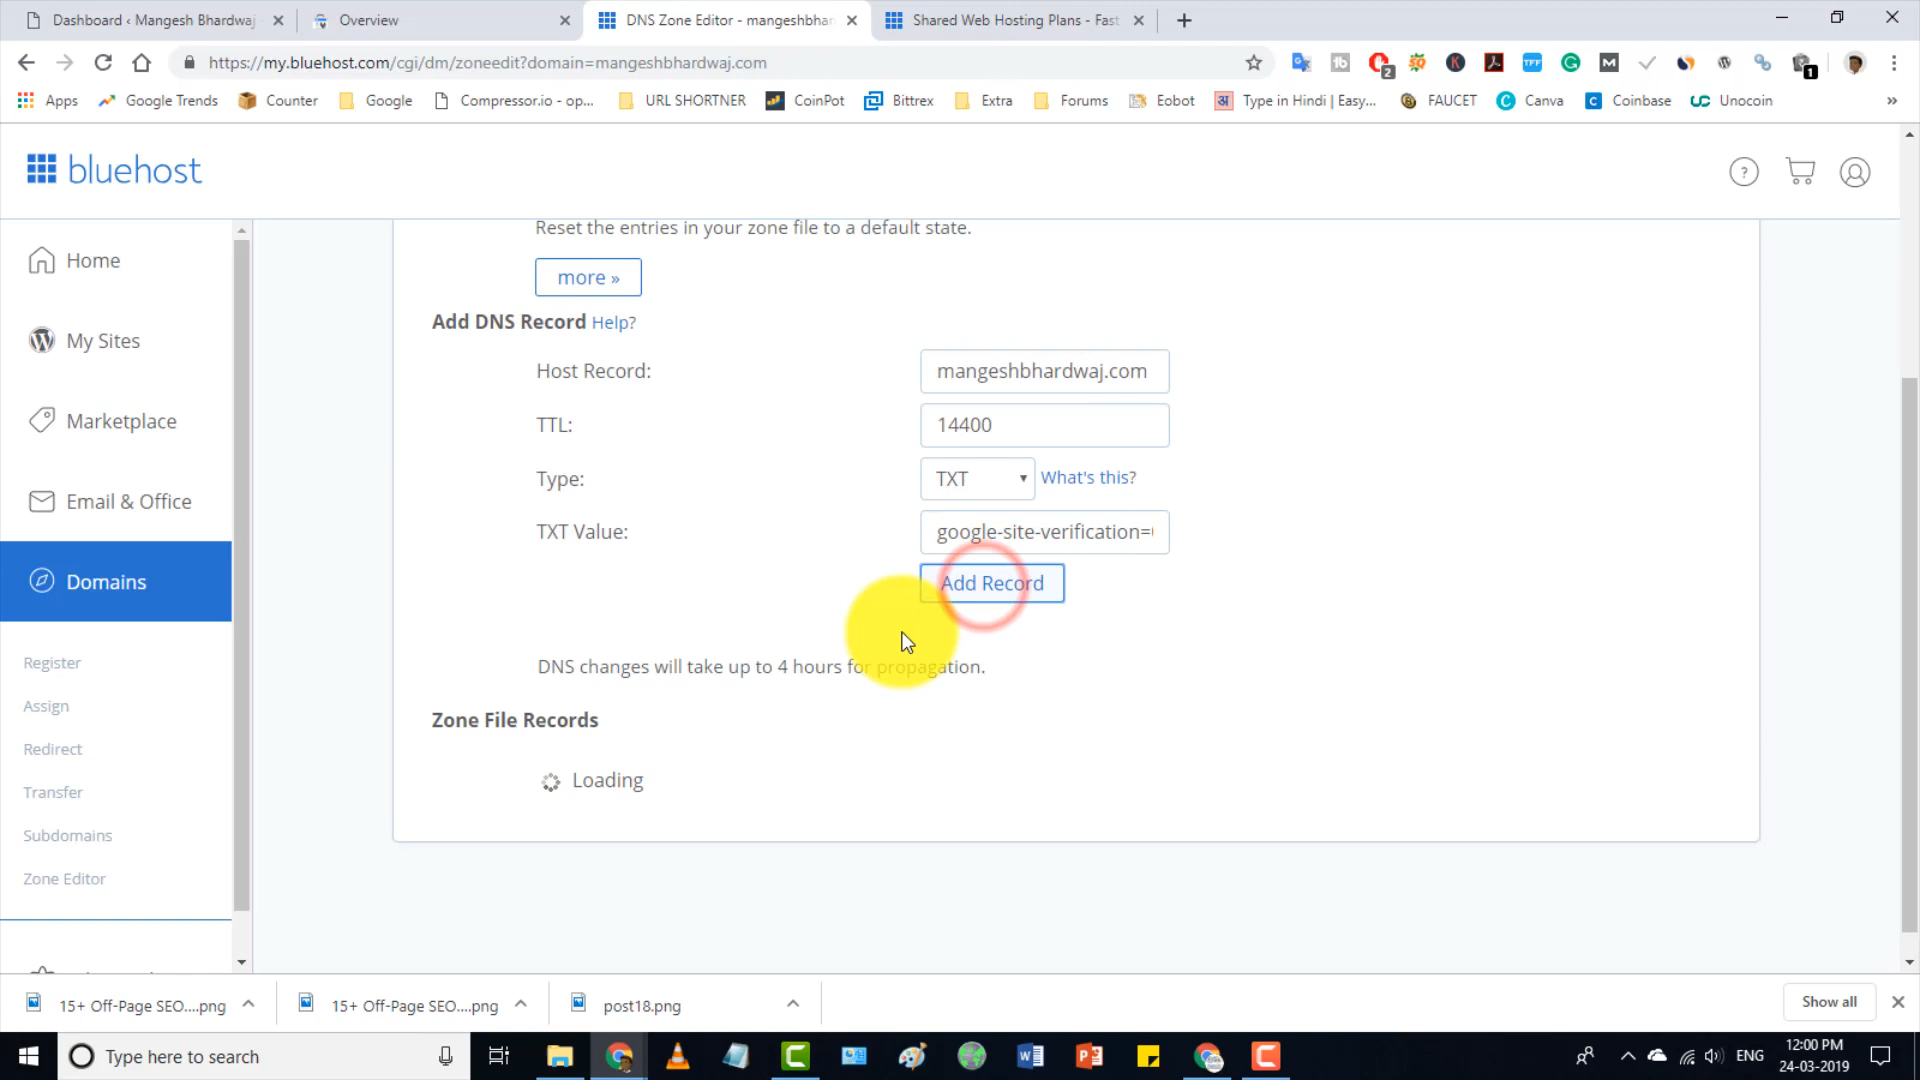 Dashboard ‹ Mangesh Bhardwaj
Overview
DNS Zone Editor - mangeshbhar
Shared Web Hosting Plans - Fast
https://my.bluehost.com/cgi/dm/zoneedit?domain=mangeshbhardwaj.com
2
1
Apps
Google Trends
Counter
Google
Compressor.io - op...
URL SHORTNER
CoinPot
Bittrex
Extra
Forums
Eobot
Type in Hindi | Easy...
FAUCET
Canva
Coinbase
Unocoin
bluehost
Home
My Sites
Marketplace
Email & Office
Domains
Register
Assign
Redirect
Transfer
Subdomains
Zone Editor
Reset the entries in your zone file to a default state.
more »
Add DNS Record Help?
Host Record:
mangeshbhardwaj.com
TTL:
14400
Type:
TXT
What's this?
TXT Value:
google-site-verification=
Add Record
DNS changes will take up to 4 hours for propagation.
Zone File Records
Loading
15+ Off-Page SEO....png
15+ Off-Page SEO....png
post18.png
Show all
Type here to search
ENG
12:00 PM
24-03-2019